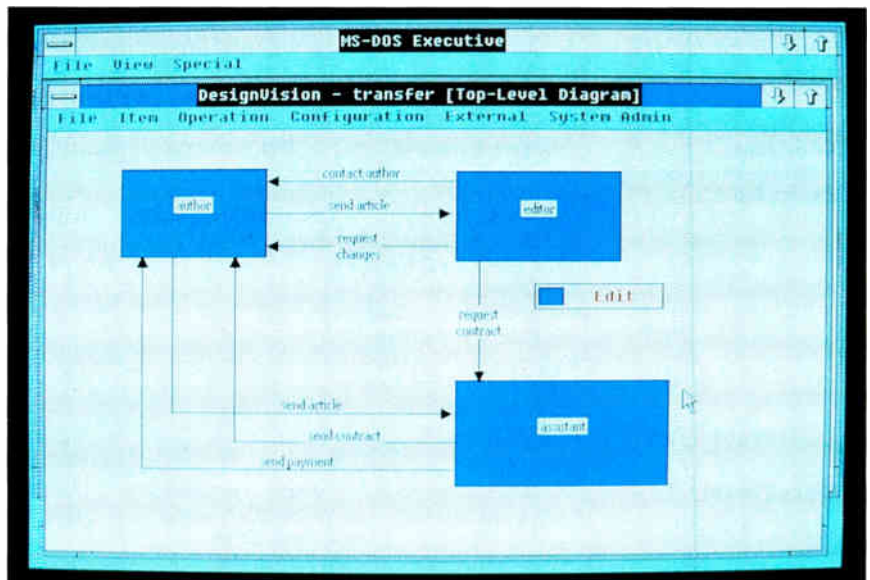 MS-DOS Executive
File View Special
DesignVision - transfer [Top-Level Diagram]
File Item Operation Configuration External System Admin
contact author
author
send article
editor
request
changes
Edit
request
contract
send article
assistant
send contract
send payment